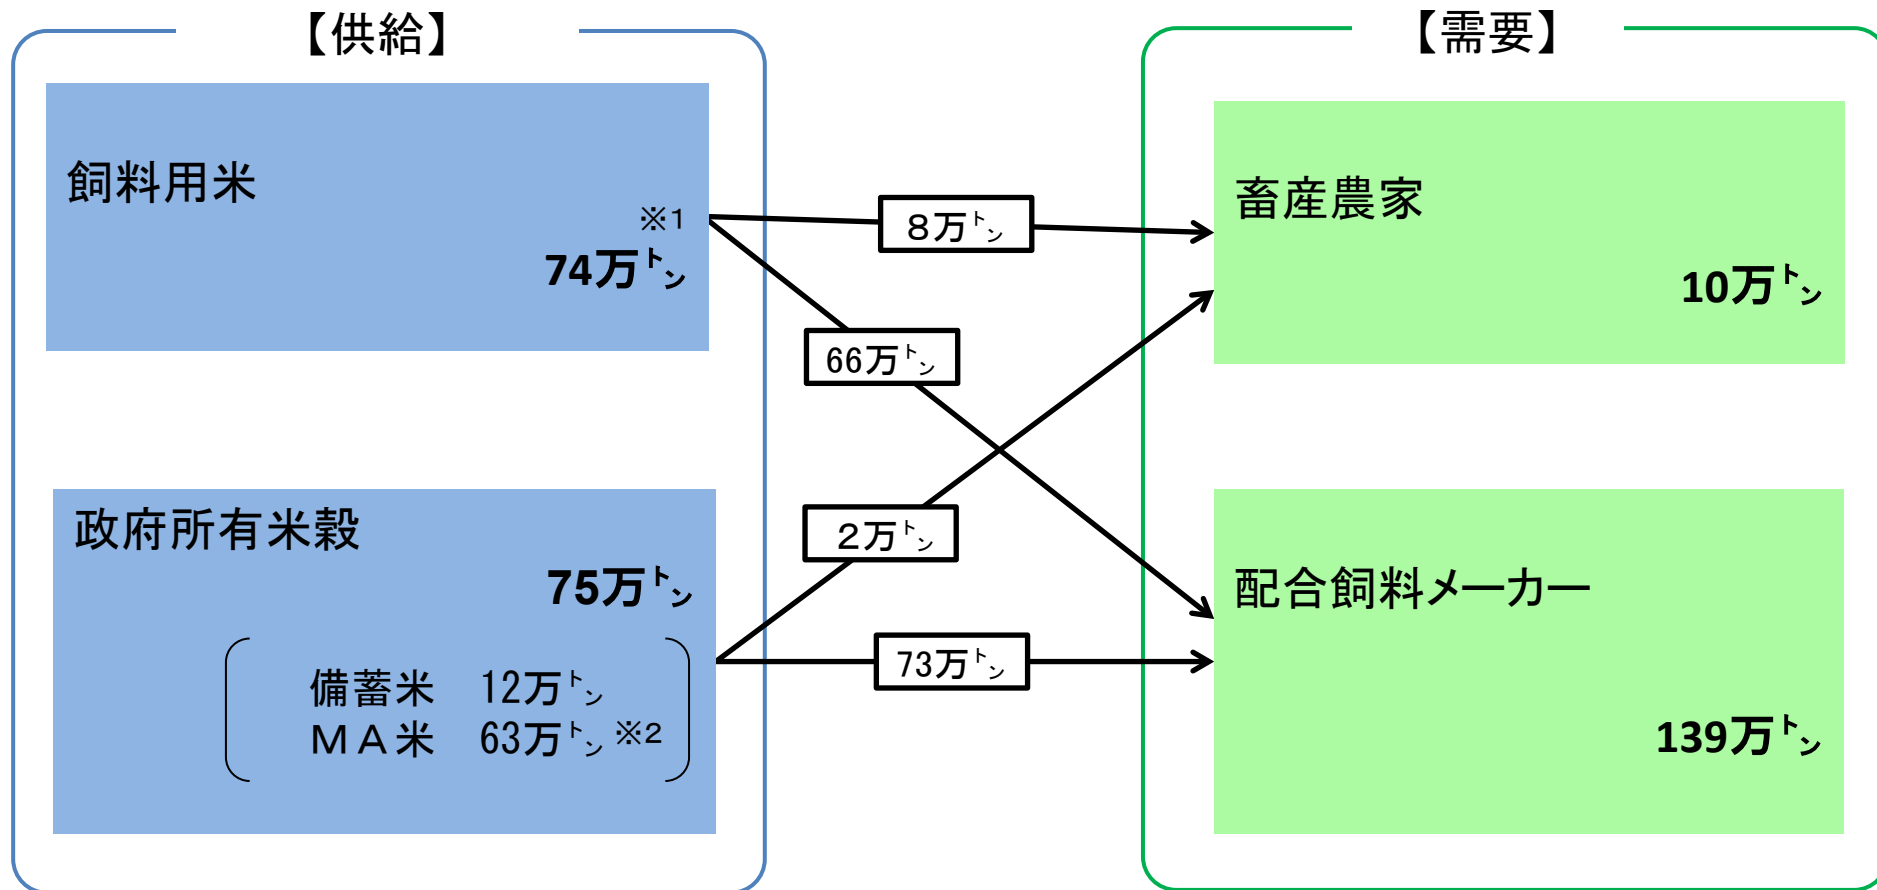 【供給】
飼料用米
※1
74万トン
政府所有米穀
75万トン
備蓄米　12万トン
ＭＡ米　63万トン ※2
８万トン
66万トン
２万トン
73万トン
【需要】
畜産農家
10万トン
配合飼料メーカー
139万トン